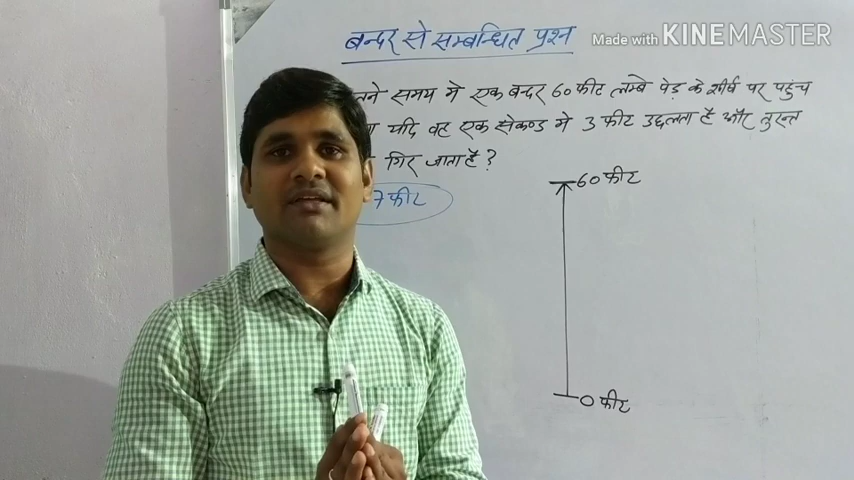 बन्दर से सम्बन्धित प्रश्न
Made with KINEMASTER
समय मे एक बन्दर 60 फीट लम्बे पेड़ के शीर्ष पर पहुंच
यदि वह एक सेकण्ड मे 3 फीट उछलता है और तुरन्त
गिर जाता है ?
60 फीट
7 फीट
0 फीट